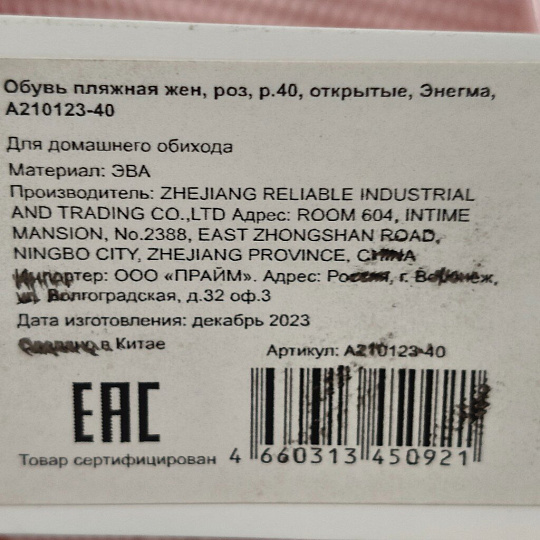 Обувь пляжная жен, роз, р.40, открытые, Энегма,
А210123-40
Для домашнего обихода
Материал: ЭВА
Производитель: ZHEJIANG RELIABLE INDUSTRIAL
AND TRADING CO.,LTD Адрес: ROOM 604, INTIME
MANSION, No.2388, EAST ZHONGSHAN ROAD,
NINGBO CITY, ZHEJIANG PROVINCE, CHINA
Импортер: ООО «ПРАЙМ». Адрес: Россия, г. Воронеж,
ул. Волгоградская, д.32 оф.3
Дата изготовления: декабрь 2023
Сделано в Китае
Артикул: А210123-40
EAC
Товар сертифицирован
4 660313 450921